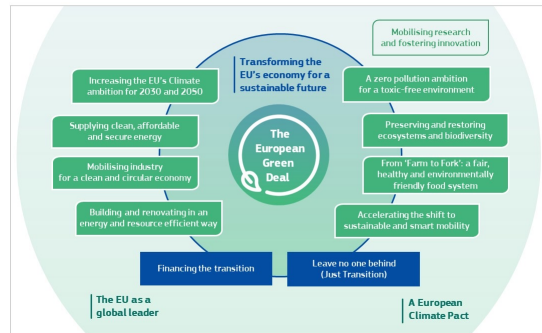 Mobilising research
and fostering innovation
Transforming the
EU's economy for a
sustainable future
Increasing the EU's Climate
ambition for 2030 and 2050
A zero pollution ambition
for a toxic-free environment
Supplying clean, affordable
and secure energy
Preserving and restoring
ecosystems and biodiversity
The
European
Green
Deal
Mobilising industry
for a clean and circular economy
From 'Farm to Fork': a fair,
healthy and environmentally
friendly food system
Building and renovating in an
energy and resource efficient way
Accelerating the shift to
sustainable and smart mobility
Financing the transition
Leave no one behind
(Just Transition)
The EU as a
global leader
A European
Climate Pact